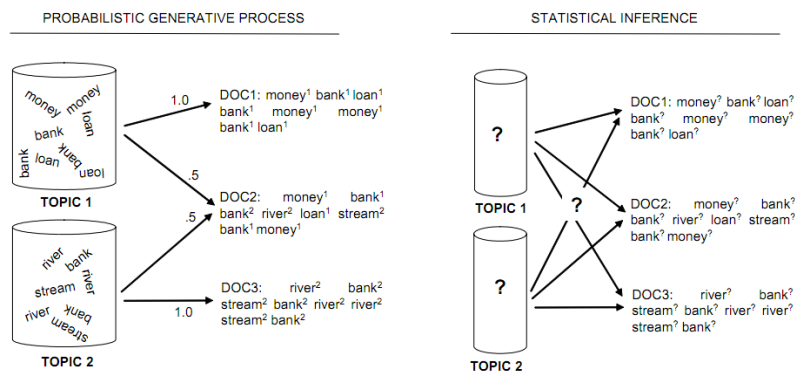 PROBABILISTIC GENERATIVE PROCESS
money
money
loan
bank
bank
loan
bank
loan
TOPIC 1
river
bank
river
stream
river
bank
stream
TOPIC 2
1.0
.5
.5
1.0
DOC1: money¹ bank¹ loan¹
bank¹ money¹ money¹
bank¹ loan¹
DOC2: money¹ bank¹
bank² river² loan¹ stream²
bank¹ money¹
DOC3: river² bank²
stream² bank² river² river²
stream² bank²
STATISTICAL INFERENCE
?
TOPIC 1
?
?
TOPIC 2
DOC1: money? bank? loan?
bank? money? money?
bank? loan?
DOC2: money? bank?
bank? river? loan? stream?
bank? money?
DOC3: river? bank?
stream? bank? river? river?
stream? bank?